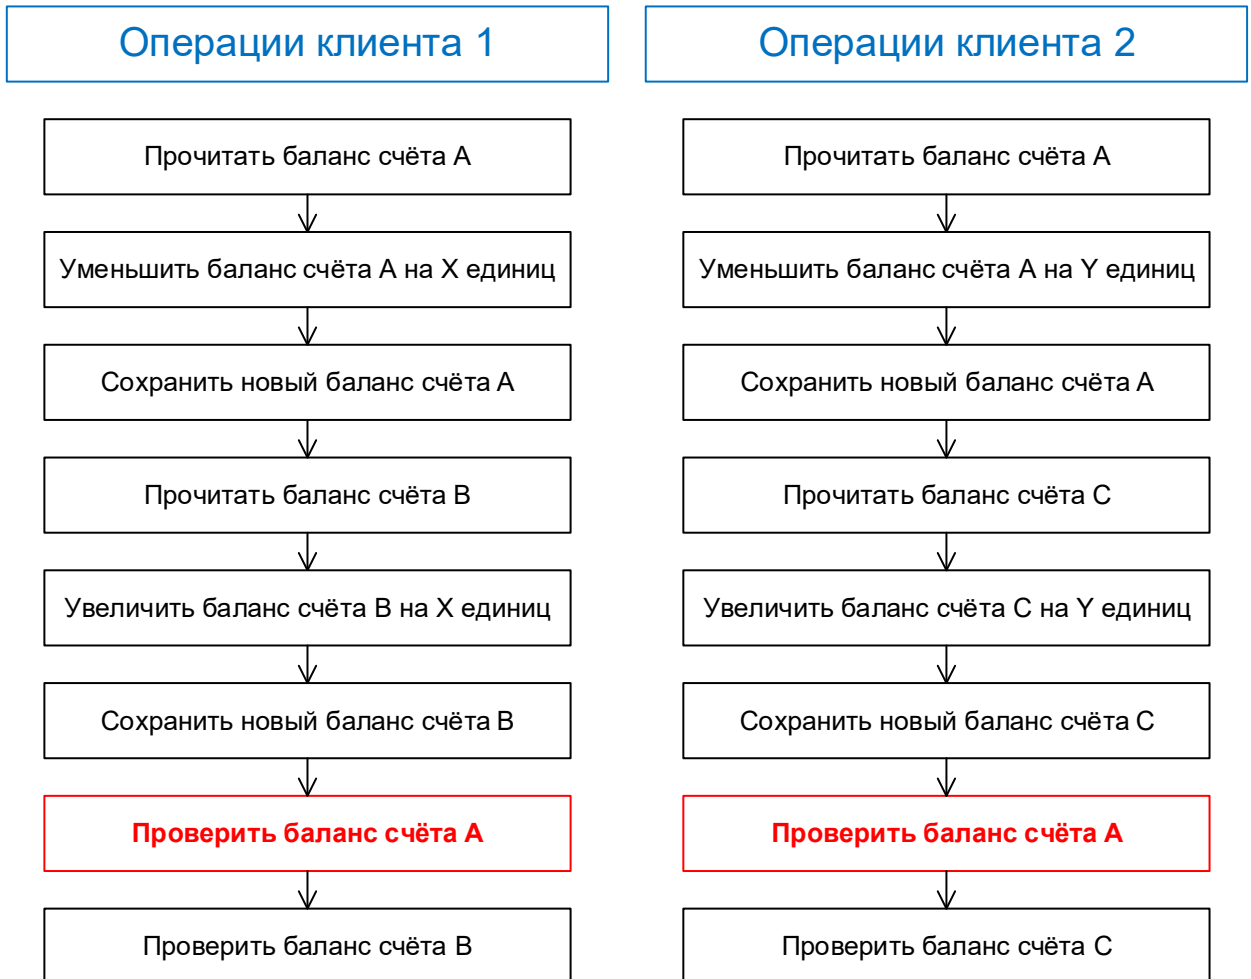 Операции клиента 1
Операции клиента 2
Прочитать баланс счёта A
Прочитать баланс счёта A
Уменьшить баланс счёта A на X единиц
Уменьшить баланс счёта A на Y единиц
Сохранить новый баланс счёта A
Сохранить новый баланс счёта A
Прочитать баланс счёта B
Прочитать баланс счёта C
Увеличить баланс счёта B на X единиц
Увеличить баланс счёта C на Y единиц
Сохранить новый баланс счёта B
Сохранить новый баланс счёта C
Проверить баланс счёта A
Проверить баланс счёта A
Проверить баланс счёта B
Проверить баланс счёта C